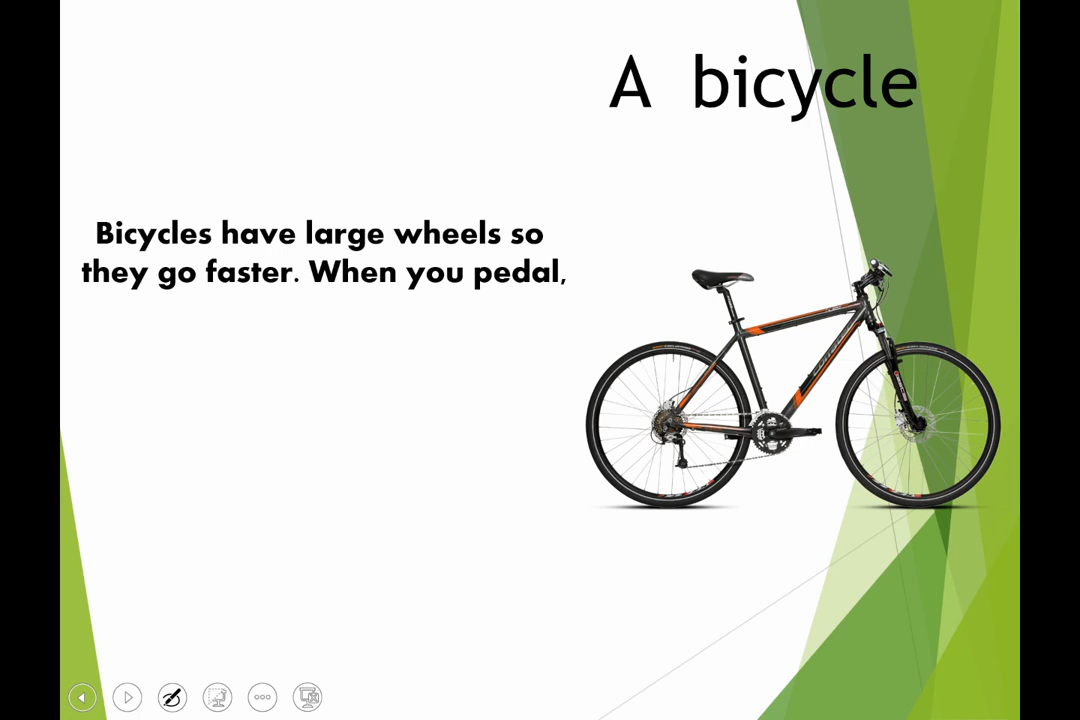 A bicycle
Bicycles have large wheels so
they go faster. When you pedal,